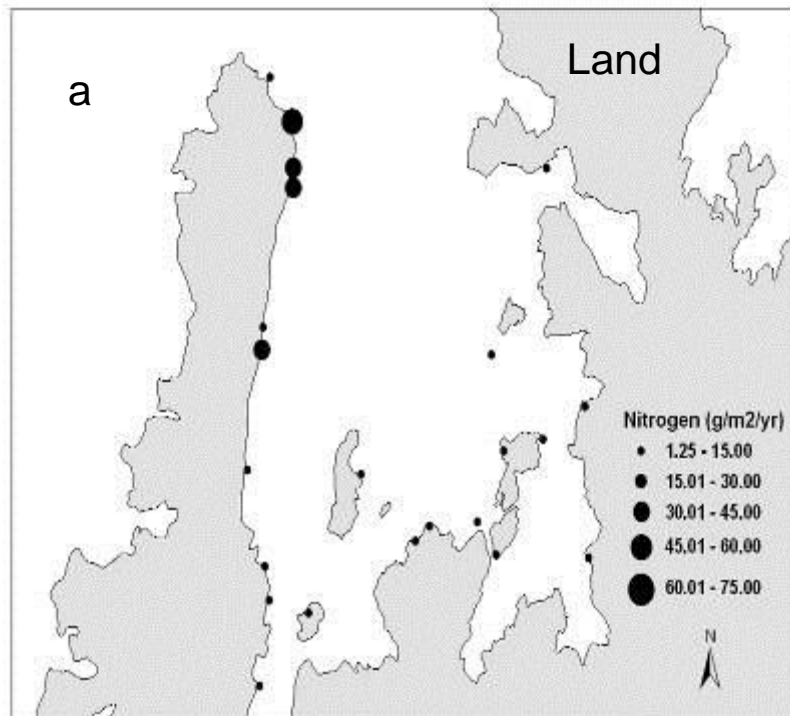 a
Land
Nitrogen (g/m2/yr)
1.25 - 15.00
15.01 - 30.00
30.01 - 45.00
45.01 - 60.00
60.01 - 75.00
N